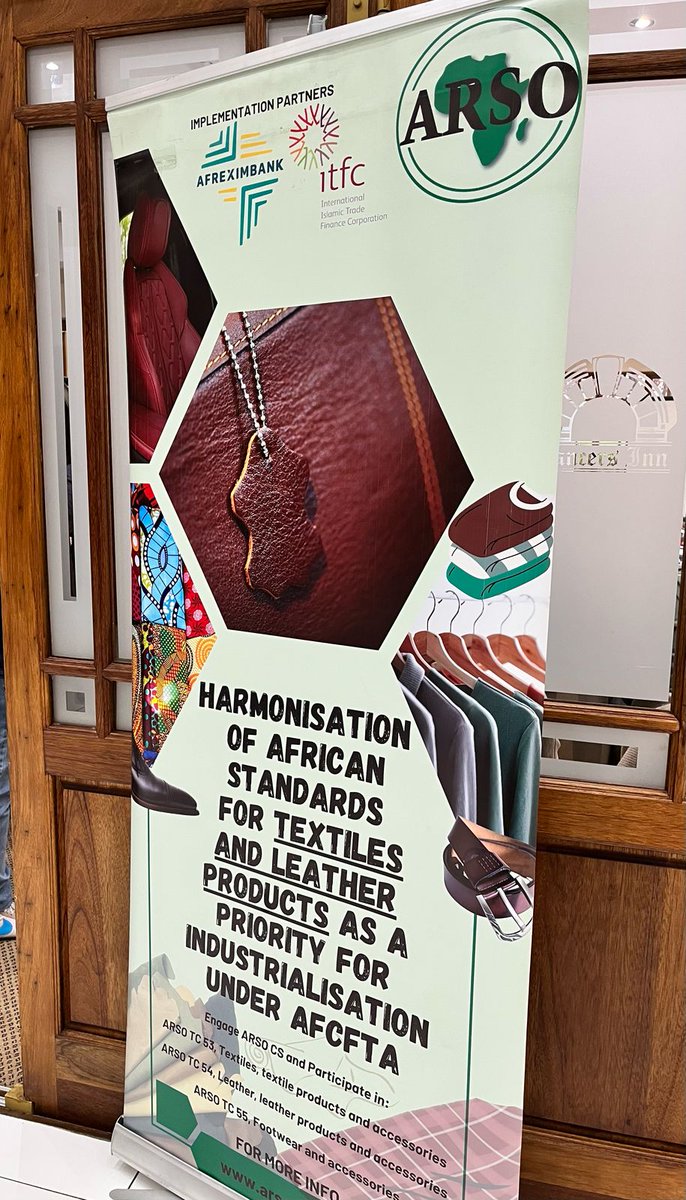 IMPLEMENTATION PARTNERS
AFREXIMBANK
itfc
International
Islamic Trade
Finance Corporation
ARSO
HARMONISATION
OF AFRICAN
STANDARDS
FOR TEXTILES
AND LEATHER
PRODUCTS AS A
PRIORITY FOR
INDUSTRIALISATION
UNDER AFCFTA
Engage ARSO CS and Participate in:
ARSO TC 53, Textiles, textile products and accessories
ARSO TC 54, Leather, leather products and accessories
ARSO TC 55, Footwear and accessories
FOR MORE INFO
Inn